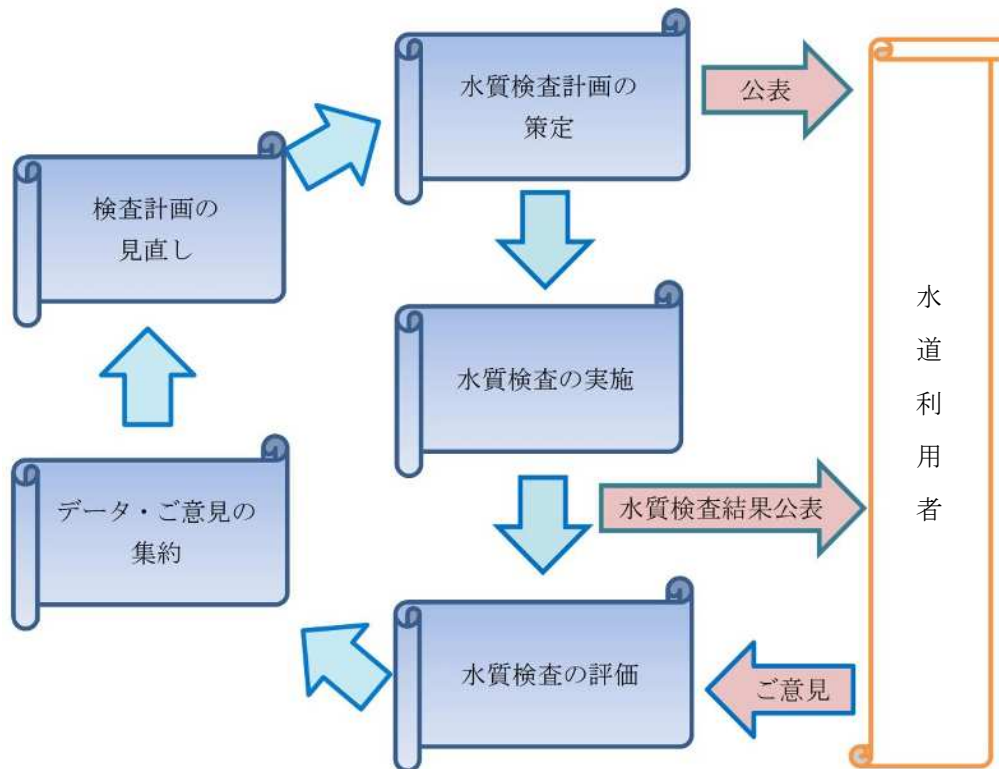 水質検査計画の
策定
公表
検査計画の
見直し
水質検査の実施
水道利用者
データ・ご意見の
集約
水質検査結果公表
水質検査の評価
ご意見